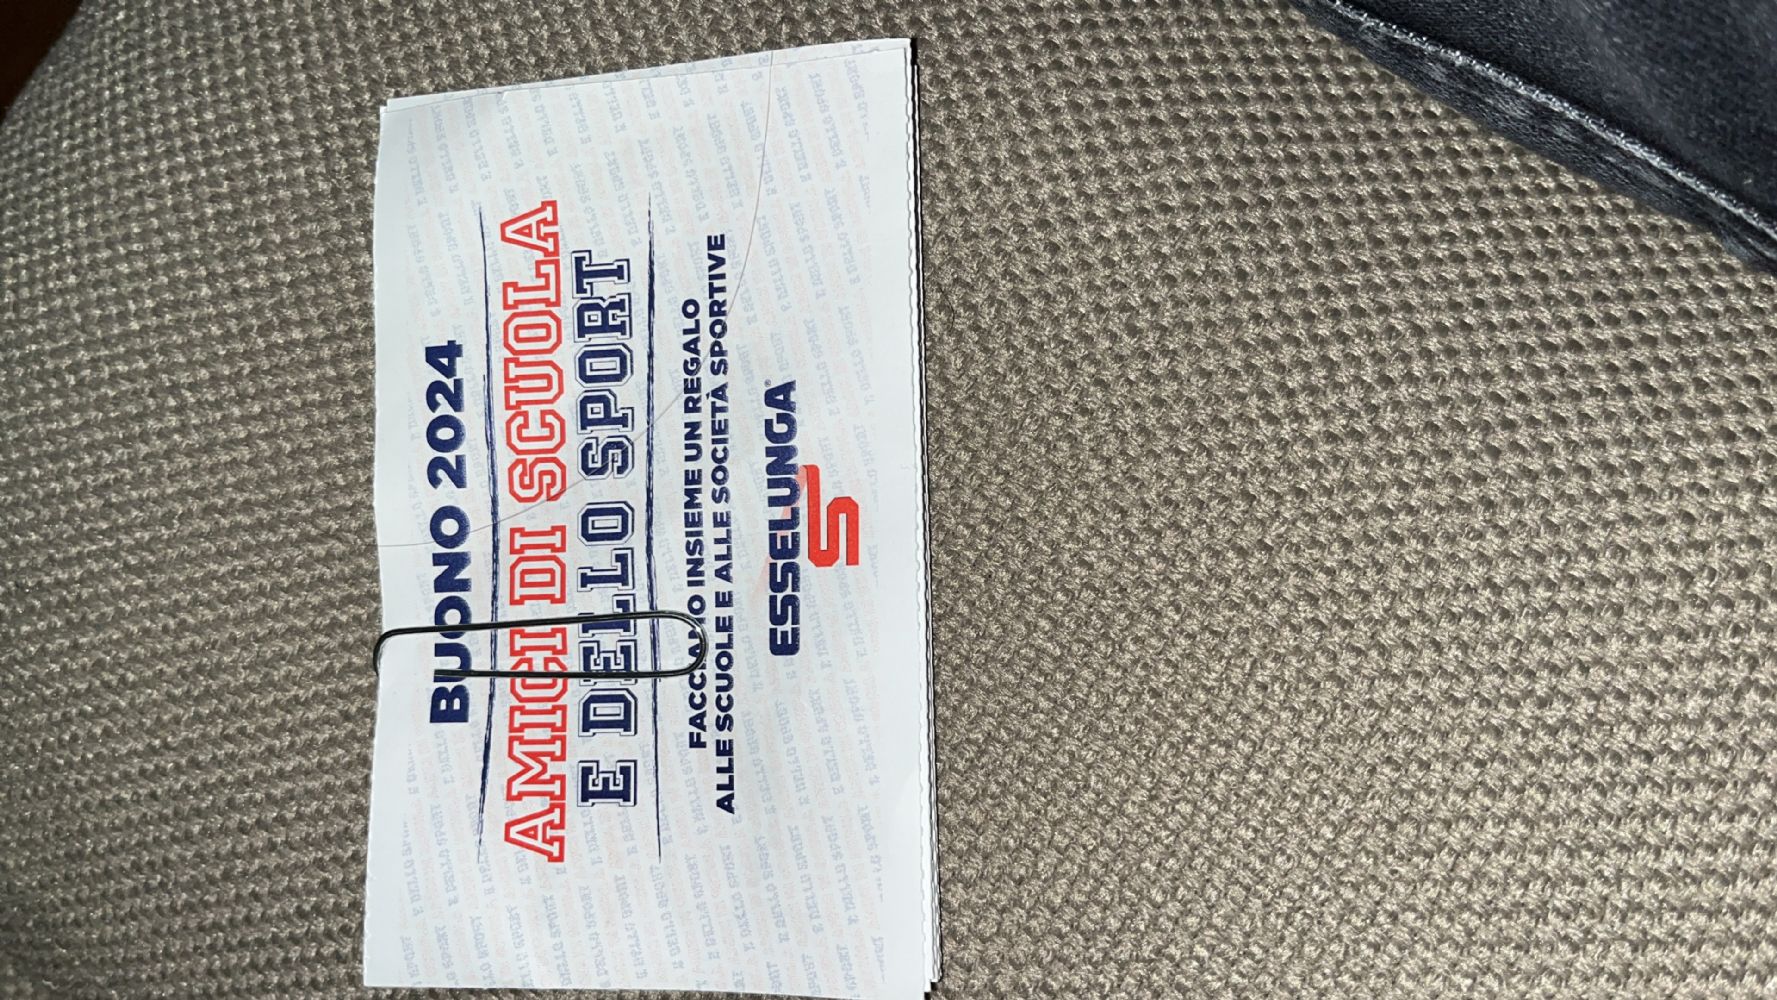 BUONO 2024
AMICI DI SCUOLA
E DELLO SPORT
FACCIAMO INSIEME UN REGALO
ALLE SCUOLE E ALLE SOCIETÀ SPORTIVE
ESSELUNGA®
S